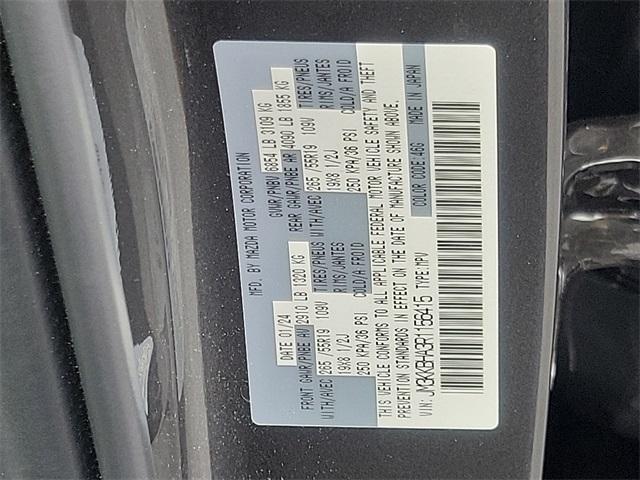 MFD. BY MAZDA MOTOR CORPORATION
DATE 01/24 GVWR/PNBV 6854 LB 3109 KG
FRONT GAWR/PNBE AV 2910 LB 1320 KG REAR GAWR/PNBE AR 4090 LB 1855 KG
WITH/AVEC 265 /55R19 109V TIRES/PNEUS WITH/AVEC 265 /55R19 109V TIRES/PNEUS
19X8 1/2J RIMS/JANTES 19X8 1/2J RIMS/JANTES
250 KPA/36 PSI COLD/A FROID 250 KPA/36 PSI COLD/A FROID
THIS VEHICLE CONFORMS TO ALL APPLICABLE FEDERAL MOTOR VEHICLE SAFETY AND THEFT
PREVENTION STANDARDS IN EFFECT ON THE DATE OF MANUFACTURE SHOWN ABOVE.
VIN: JM3KKBHA3R1156415 TYPE:MPV COLOR CODE:46G MADE IN JAPAN